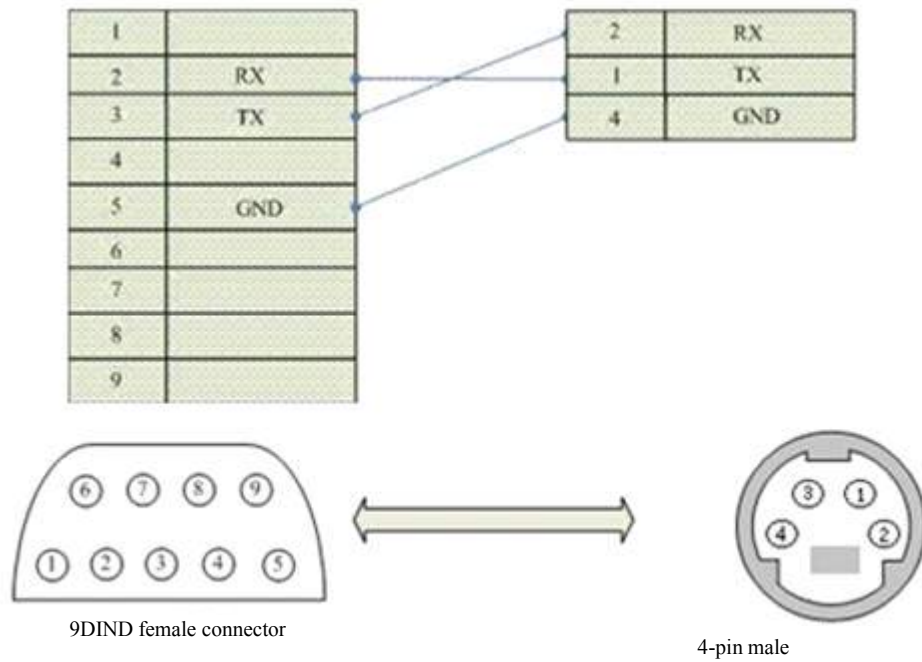 1
2 RX
3 TX
4
5 GND
6
7
8
9
2 RX
1 TX
4 GND
6 7 8 9
1 2 3 4 5
9DIND female connector
3 1
4 2
4-pin male